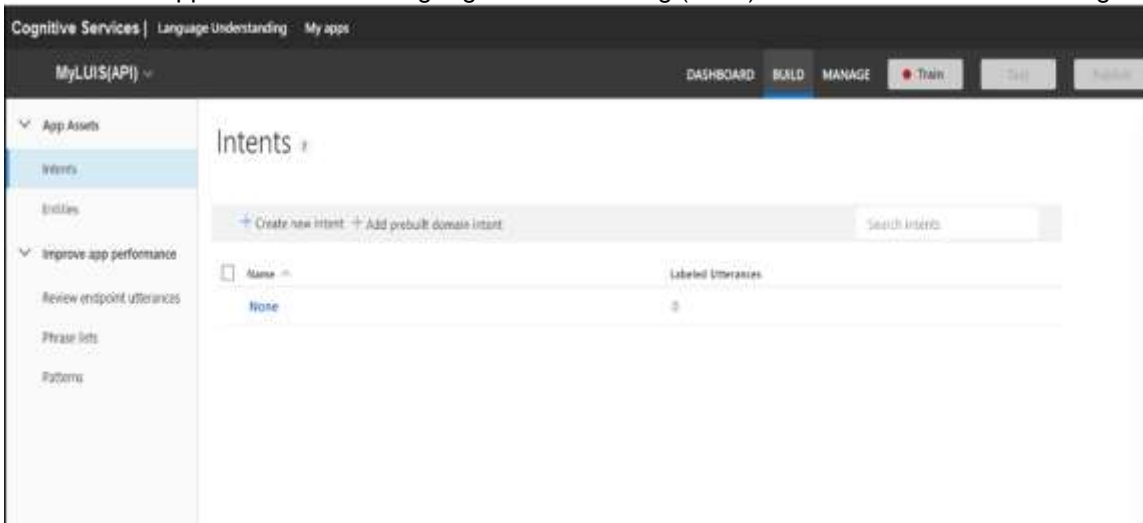 Cognitive Services | Language Understanding My apps
MyLUIS(API)
DASHBOARD BUILD MANAGE Train
App Assets
Intents
Intents
Entities
+ Create new intent + Add prebuilt domain intent
Search intents
Improve app performance
Name
Labeled Utterances
None
0
Review endpoint utterances
Phrase lists
Patterns